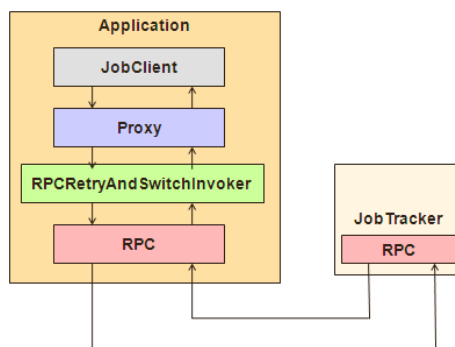 Application
JobClient
Proxy
RPCRetryAndSwitchInvoker
RPC
JobTracker
RPC